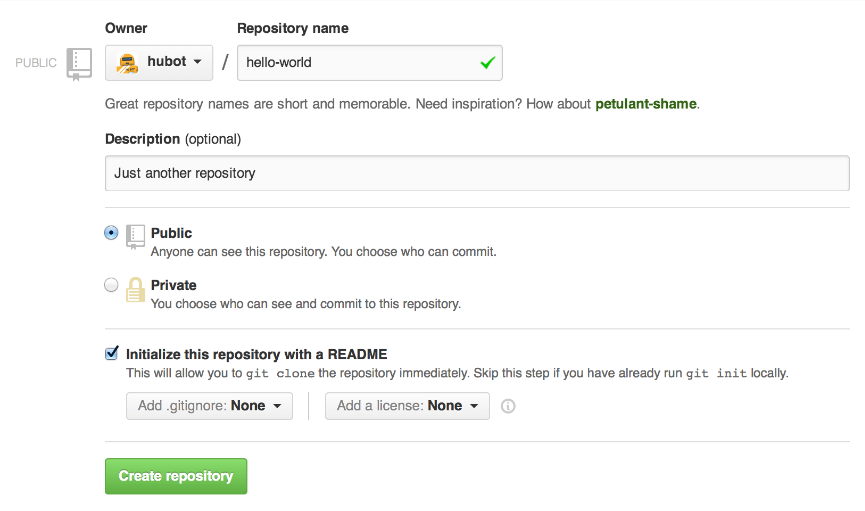 Owner Repository name
PUBLIC hubot / hello-world
Great repository names are short and memorable. Need inspiration? How about petulant-shame.
Description (optional)
Just another repository
Public
Anyone can see this repository. You choose who can commit.
Private
You choose who can see and commit to this repository.
Initialize this repository with a README
This will allow you to git clone the repository immediately. Skip this step if you have already run git init locally.
Add .gitignore: None Add a license: None
Create repository